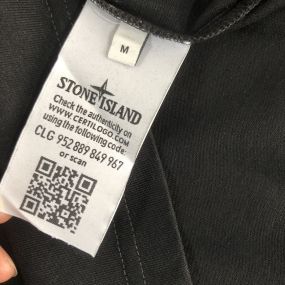 M
STONE ISLAND
Check the authenticity on
WWW.CERTILOGO.COM
using the following code:
CLG 952 889 849 967
or scan